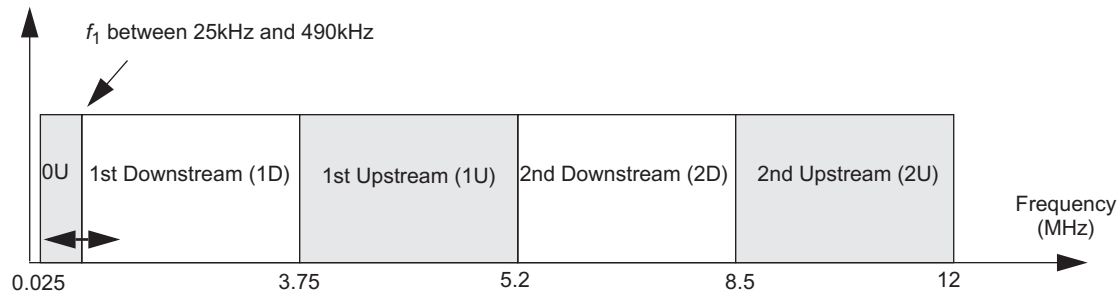 f1 between 25kHz and 490kHz
0U
1st Downstream (1D)
1st Upstream (1U)
2nd Downstream (2D)
2nd Upstream (2U)
Frequency
(MHz)
0.025
3.75
5.2
8.5
12